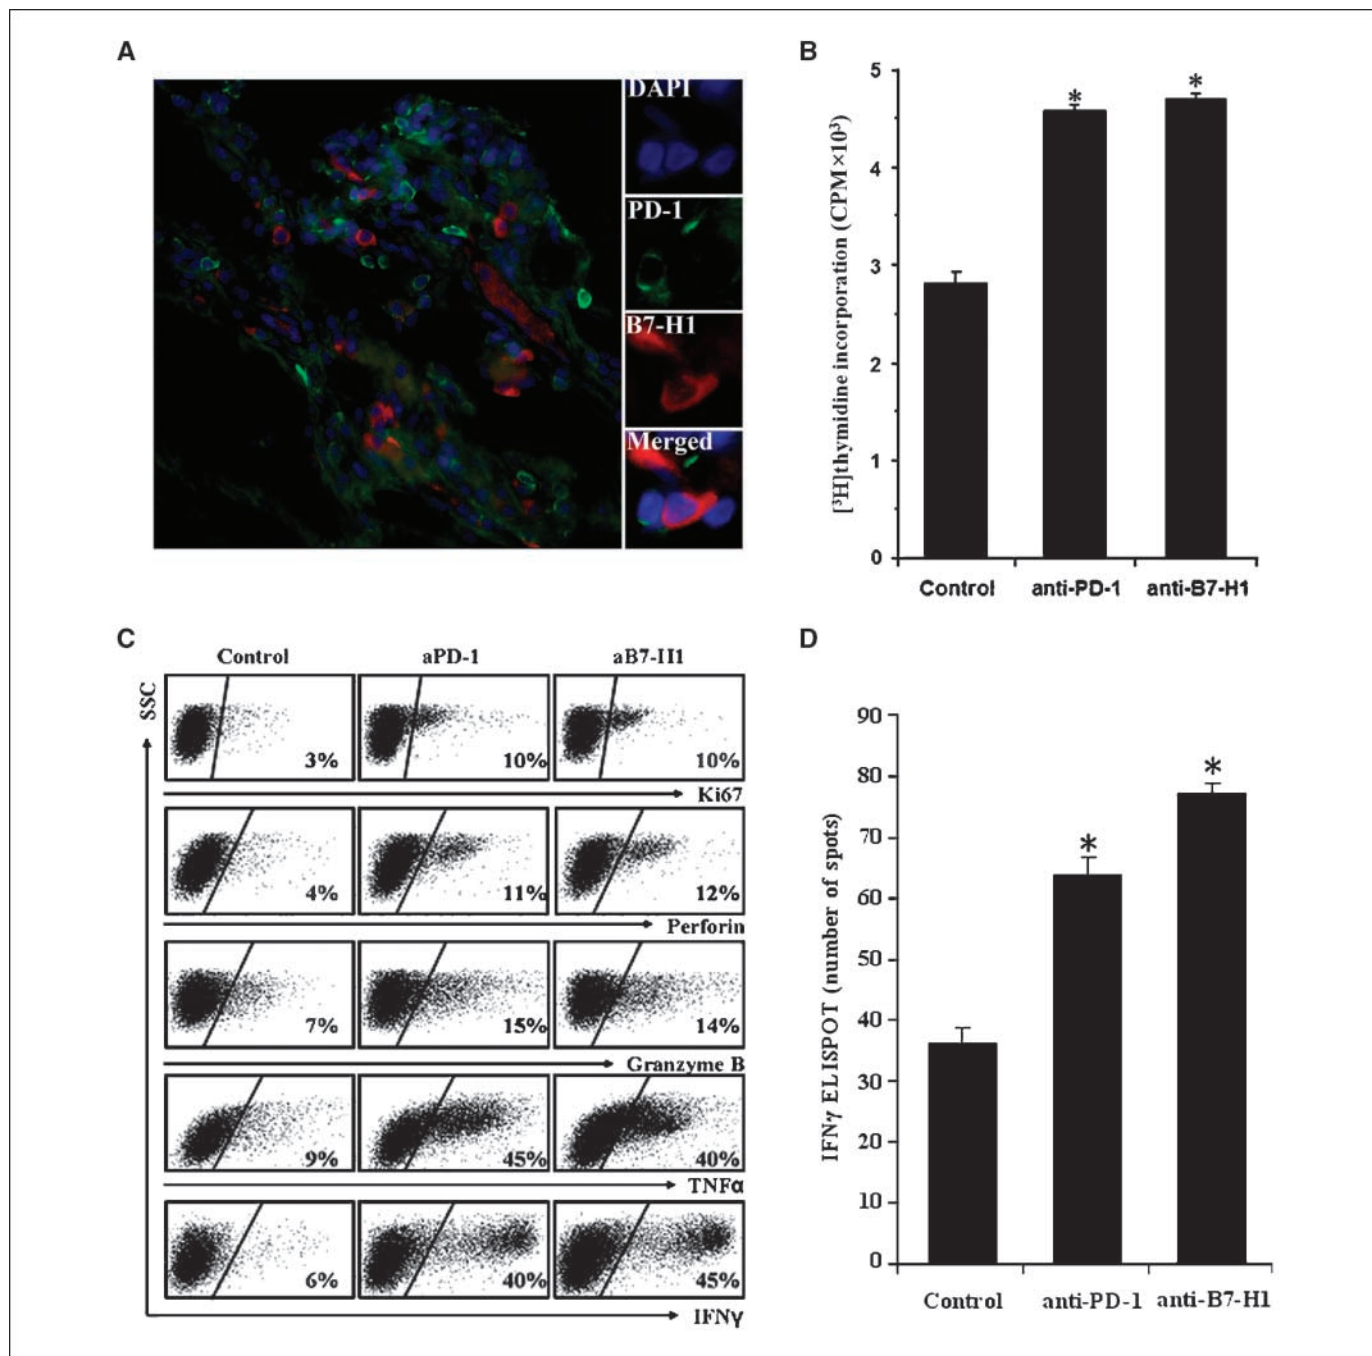 A
DAPI
PD-1
B7-H1
Merged
B
[³H]thymidine incorporation (CPM×10³)
5
4
3
2
1
0
*
*
Control anti-PD-1 anti-B7-H1
C
Control aPD-1 aB7-H1
SSC
3% 10% 10%
Ki67
4% 11% 12%
Perforin
7% 15% 14%
Granzyme B
9% 45% 40%
TNFα
6% 40% 45%
IFNγ
D
IFNγ ELISPOT (number of spots)
90
80
70
60
50
40
30
20
10
0
*
*
Control anti-PD-1 anti-B7-H1